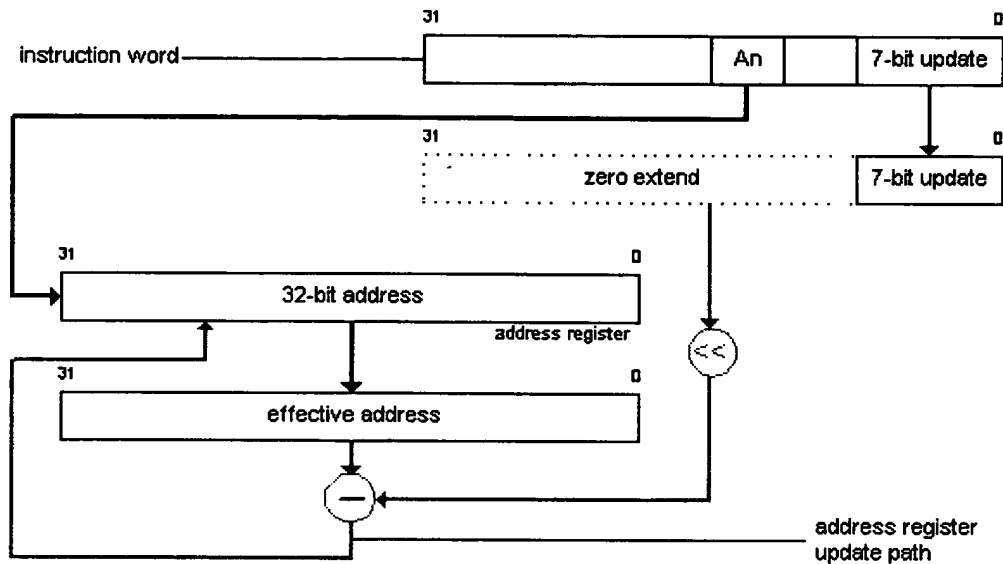 31 0
instruction word An 7-bit update
31 0
zero extend 7-bit update
31 0
32-bit address
address register
<<
31 0
effective address
−
address register
update path